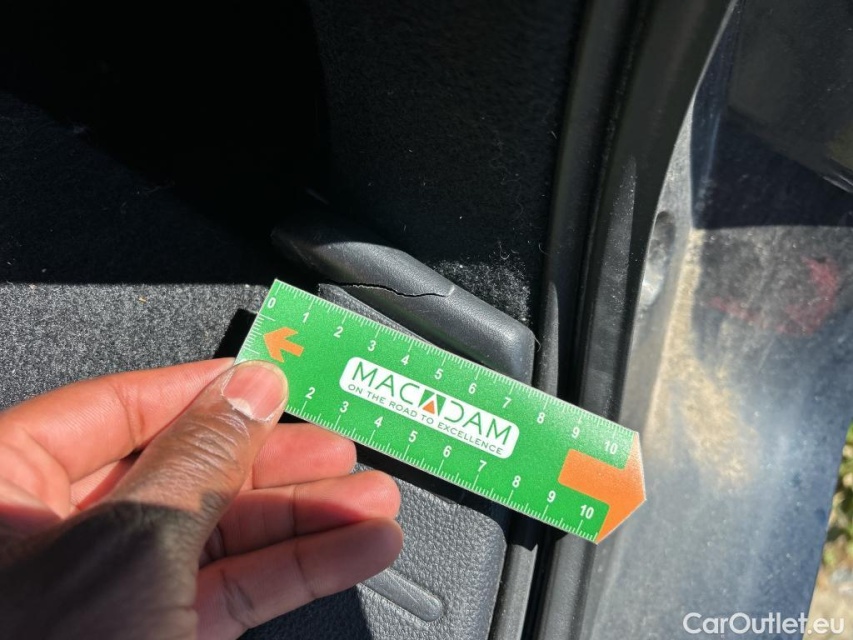 0 1 2 3 4 5 6 7 8 9 10
MACADAM
ON THE ROAD TO EXCELLENCE
2 3 4 5 6 7 8 9 10
CarOutlet.eu